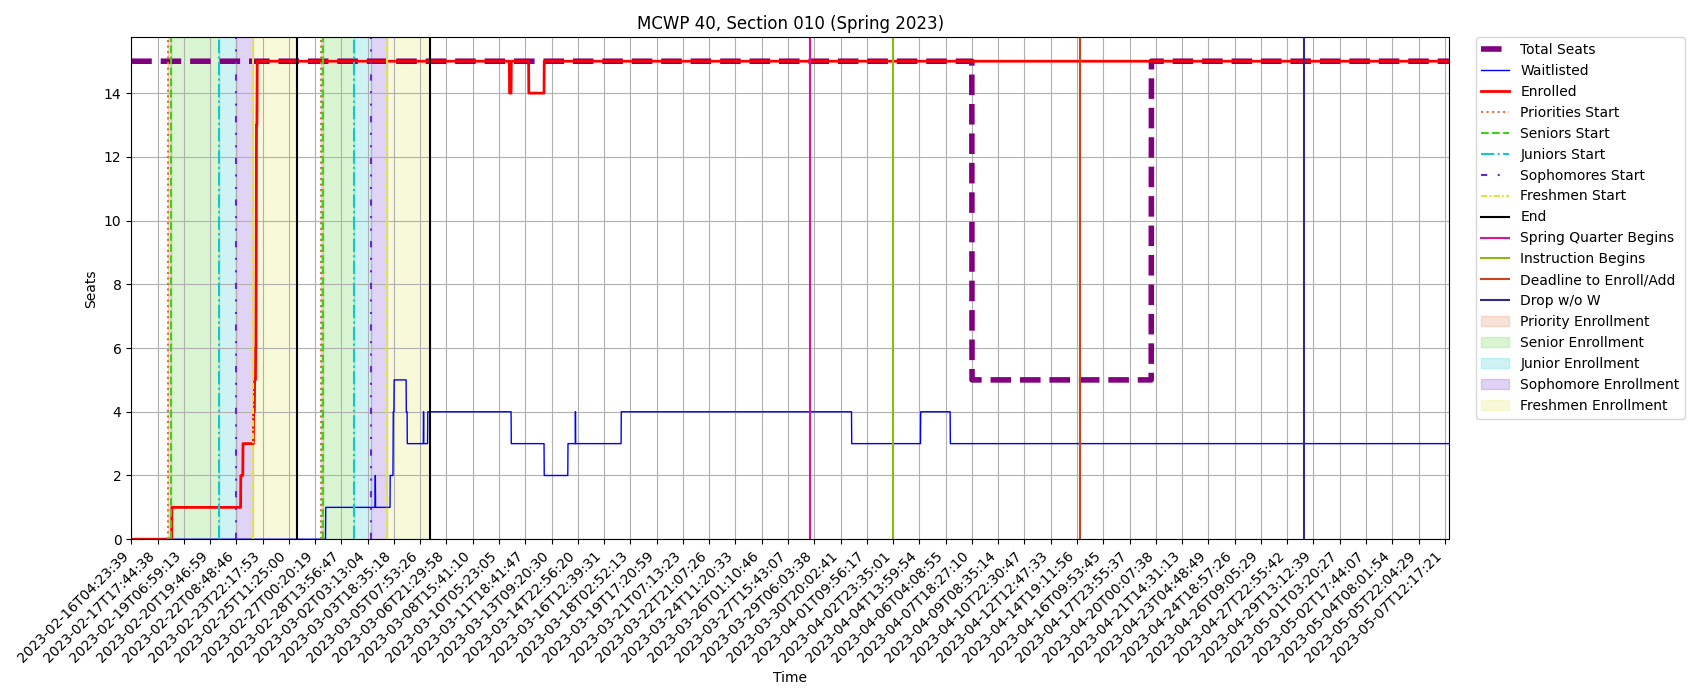 MCWP 40, Section 010 (Spring 2023)
Seats
14
12
10
8
6
4
2
0
2023-02-16T04:23:39
2023-02-17T17:44:38
2023-02-19T06:59:13
2023-02-20T19:46:59
2023-02-22T08:48:46
2023-02-23T22:17:53
2023-02-25T11:25:00
2023-02-27T00:20:19
2023-02-28T13:56:47
2023-03-02T03:13:04
2023-03-03T18:35:18
2023-03-05T07:53:26
2023-03-06T21:29:58
2023-03-08T15:41:10
2023-03-10T05:23:05
2023-03-11T18:41:47
2023-03-13T09:20:30
2023-03-14T22:56:20
2023-03-16T12:39:31
2023-03-18T02:52:13
2023-03-19T17:20:59
2023-03-21T07:13:23
2023-03-22T21:07:26
2023-03-24T11:20:33
2023-03-26T01:10:46
2023-03-27T15:43:07
2023-03-29T06:03:38
2023-03-30T20:02:41
2023-04-01T09:56:17
2023-04-02T23:35:01
2023-04-04T13:59:54
2023-04-06T04:08:55
2023-04-07T18:27:10
2023-04-09T08:35:14
2023-04-10T22:30:47
2023-04-12T12:47:33
2023-04-14T19:11:56
2023-04-16T09:53:45
2023-04-17T23:55:37
2023-04-20T00:07:38
2023-04-21T14:31:13
2023-04-23T04:48:49
2023-04-24T18:57:26
2023-04-26T09:05:29
2023-04-27T22:55:42
2023-04-29T13:12:39
2023-05-01T03:20:27
2023-05-02T17:44:07
2023-05-04T08:01:54
2023-05-05T22:04:29
2023-05-07T12:17:21
Time
Total Seats
Waitlisted
Enrolled
Priorities Start
Seniors Start
Juniors Start
Sophomores Start
Freshmen Start
End
Spring Quarter Begins
Instruction Begins
Deadline to Enroll/Add
Drop w/o W
Priority Enrollment
Senior Enrollment
Junior Enrollment
Sophomore Enrollment
Freshmen Enrollment